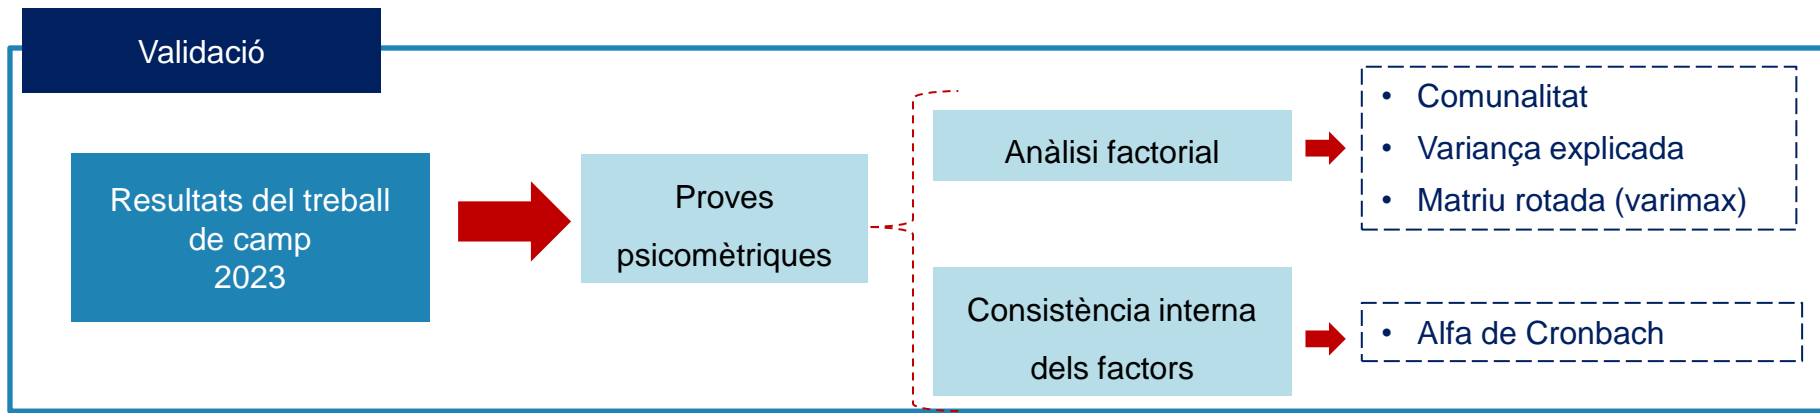 Validació
Resultats del treball
de camp
2023
Proves
psicomètriques
Anàlisi factorial
• Comunalitat
• Variança explicada
• Matriu rotada (varimax)
Consistència interna
dels factors
• Alfa de Cronbach